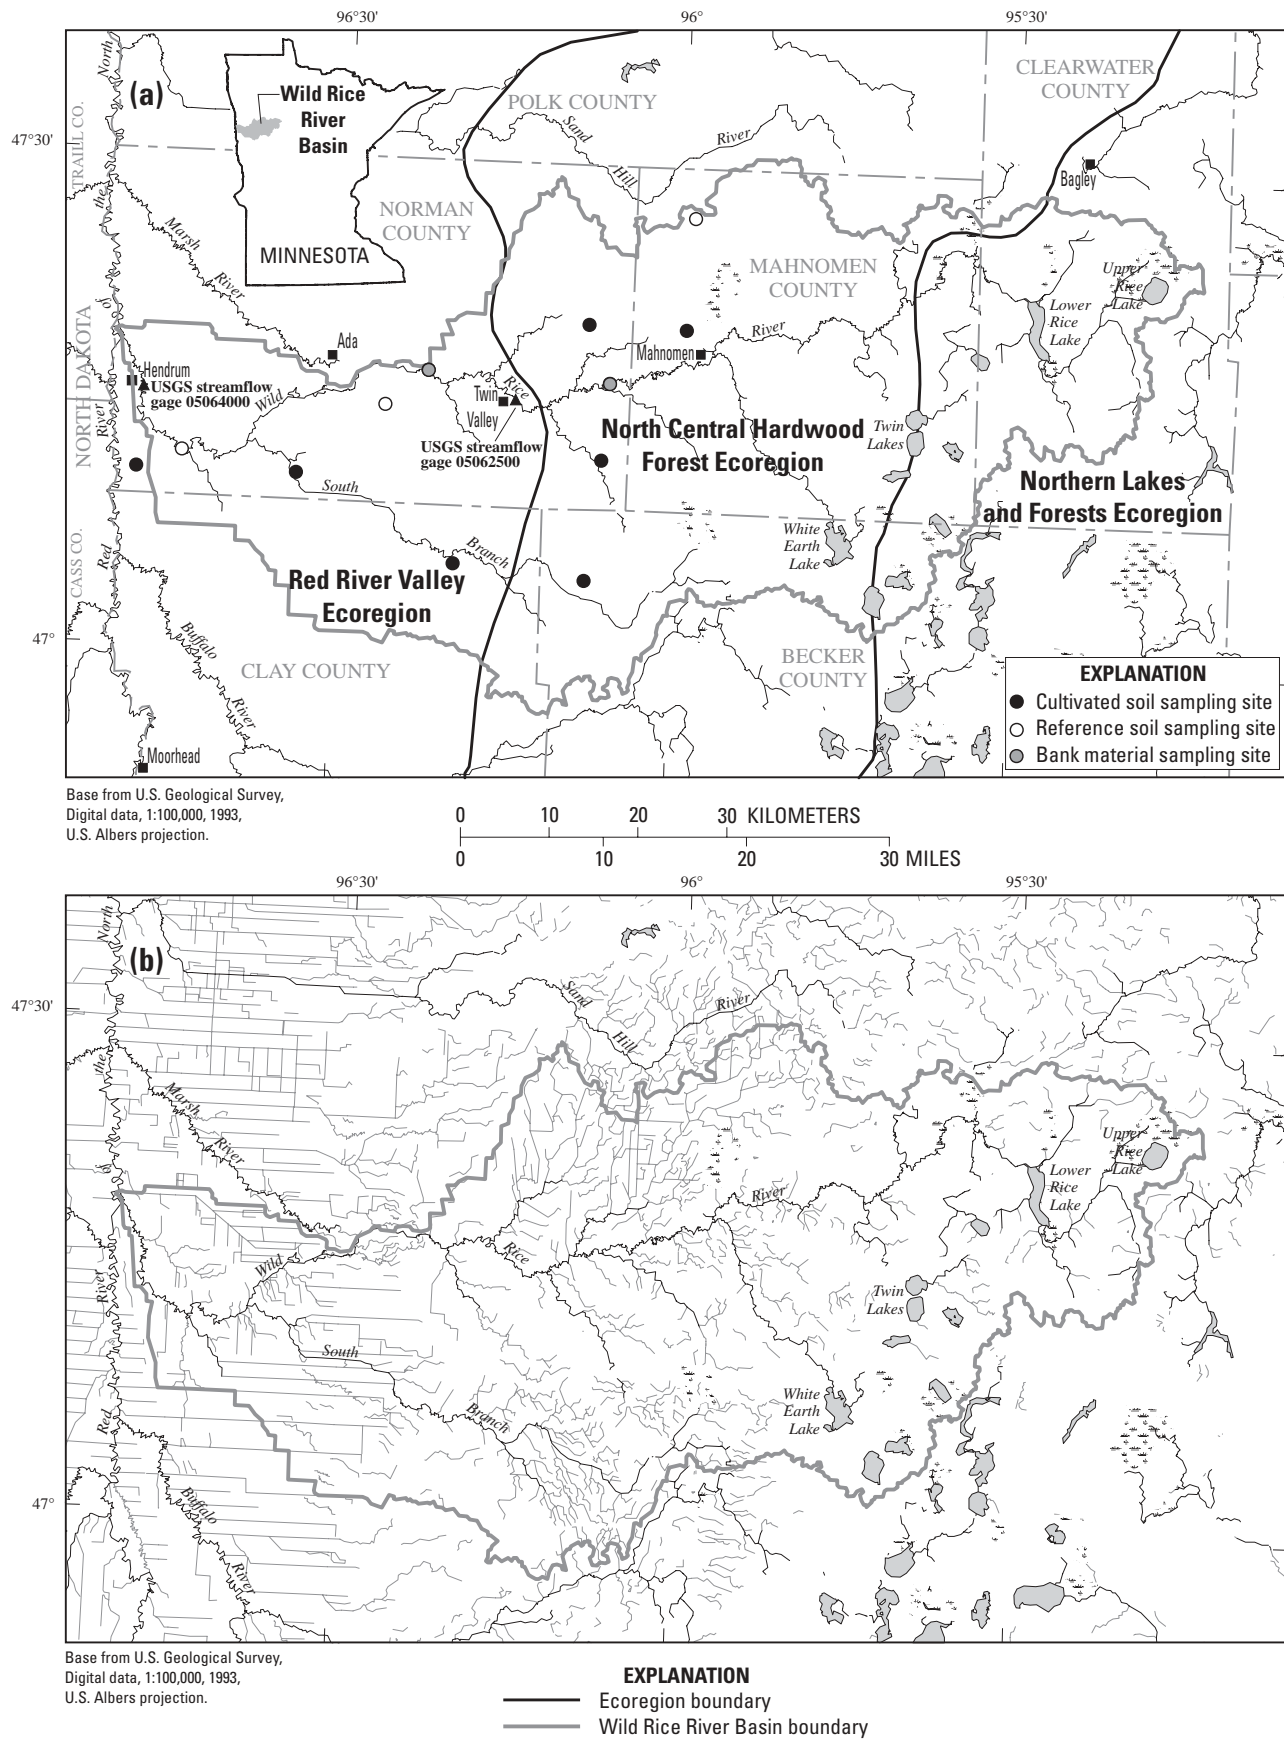 96°30'
96°
95°30'
(a)
North
CLEARWATER
COUNTY
POLK COUNTY
Wild Rice
River
Basin
Sand
River
Hill
47°30'
TRAILL CO.
Bagley
the
NORMAN
COUNTY
Marsh
River
MINNESOTA
MAHNOMEN
COUNTY
Upper
Rice
Lake
Lower
Rice
Lake
of
Ada
River
Mahnomen
NORTH DAKOTA
Hendrum
USGS streamflow
gage 05064000
Wild
Rice
Twin
Valley
USGS streamflow
gage 05062500
River
North Central Hardwood
Forest Ecoregion
Twin
Lakes
Northern Lakes
and Forests Ecoregion
South
White
Earth
Lake
Branch
Red
CASS CO.
Red River Valley
Ecoregion
Buffalo
River
47°
CLAY COUNTY
BECKER
COUNTY
Moorhead
EXPLANATION
Cultivated soil sampling site
Reference soil sampling site
Bank material sampling site
Base from U.S. Geological Survey,
Digital data, 1:100,000, 1993,
U.S. Albers projection.
0 10 20 30 KILOMETERS
0 10 20 30 MILES
96°30'
96°
95°30'
(b)
North
Sand
River
Hill
47°30'
the
Marsh
River
Upper
Rice
Lake
Lower
Rice
Lake
of
River
Wild
Rice
River
Twin
Lakes
South
White
Earth
Lake
Branch
Red
Buffalo
River
47°
Base from U.S. Geological Survey,
Digital data, 1:100,000, 1993,
U.S. Albers projection.
EXPLANATION
Ecoregion boundary
Wild Rice River Basin boundary